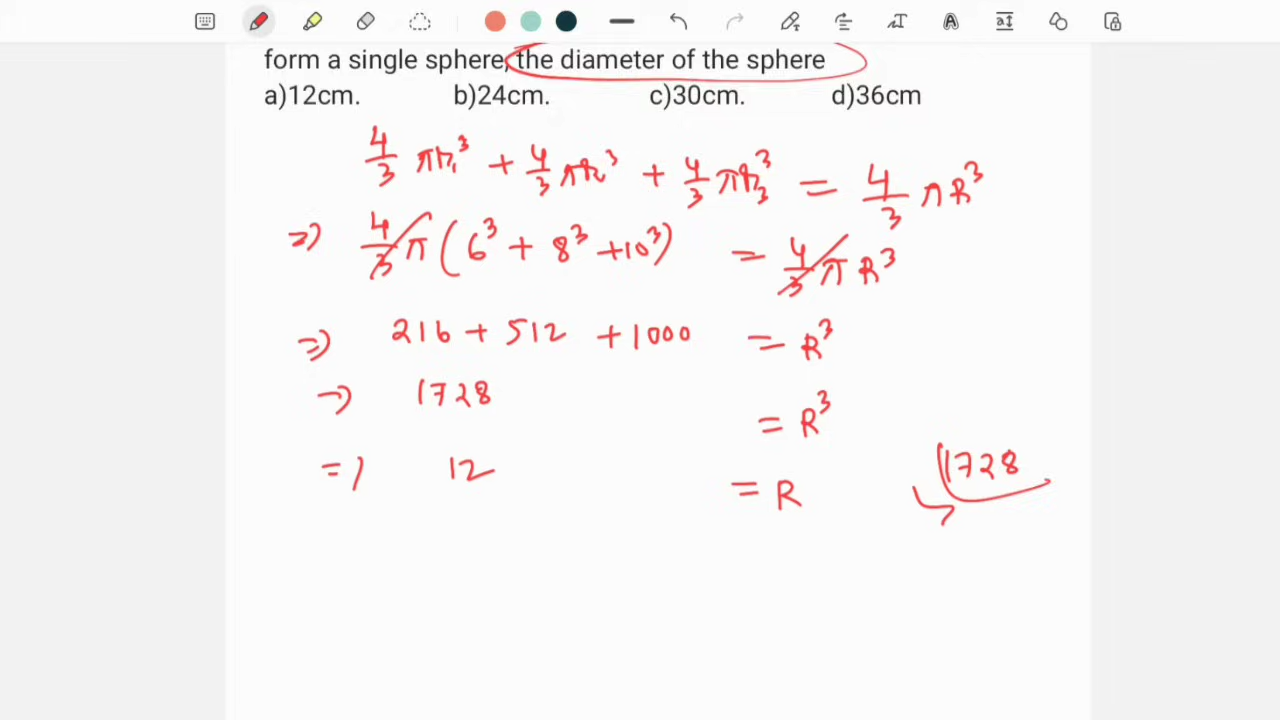 form a single sphere, the diameter of the sphere
a)12cm. b)24cm. c)30cm. d)36cm
4/3 πr₁³ + 4/3 πr₂³ + 4/3 πr₃³ = 4/3 πR³
=) 4/3 π (6³ + 8³ + 10³) = 4/3 π R³
=) 216 + 512 + 1000 = R³
=) 1728 = R³
=) 12 = R
1728